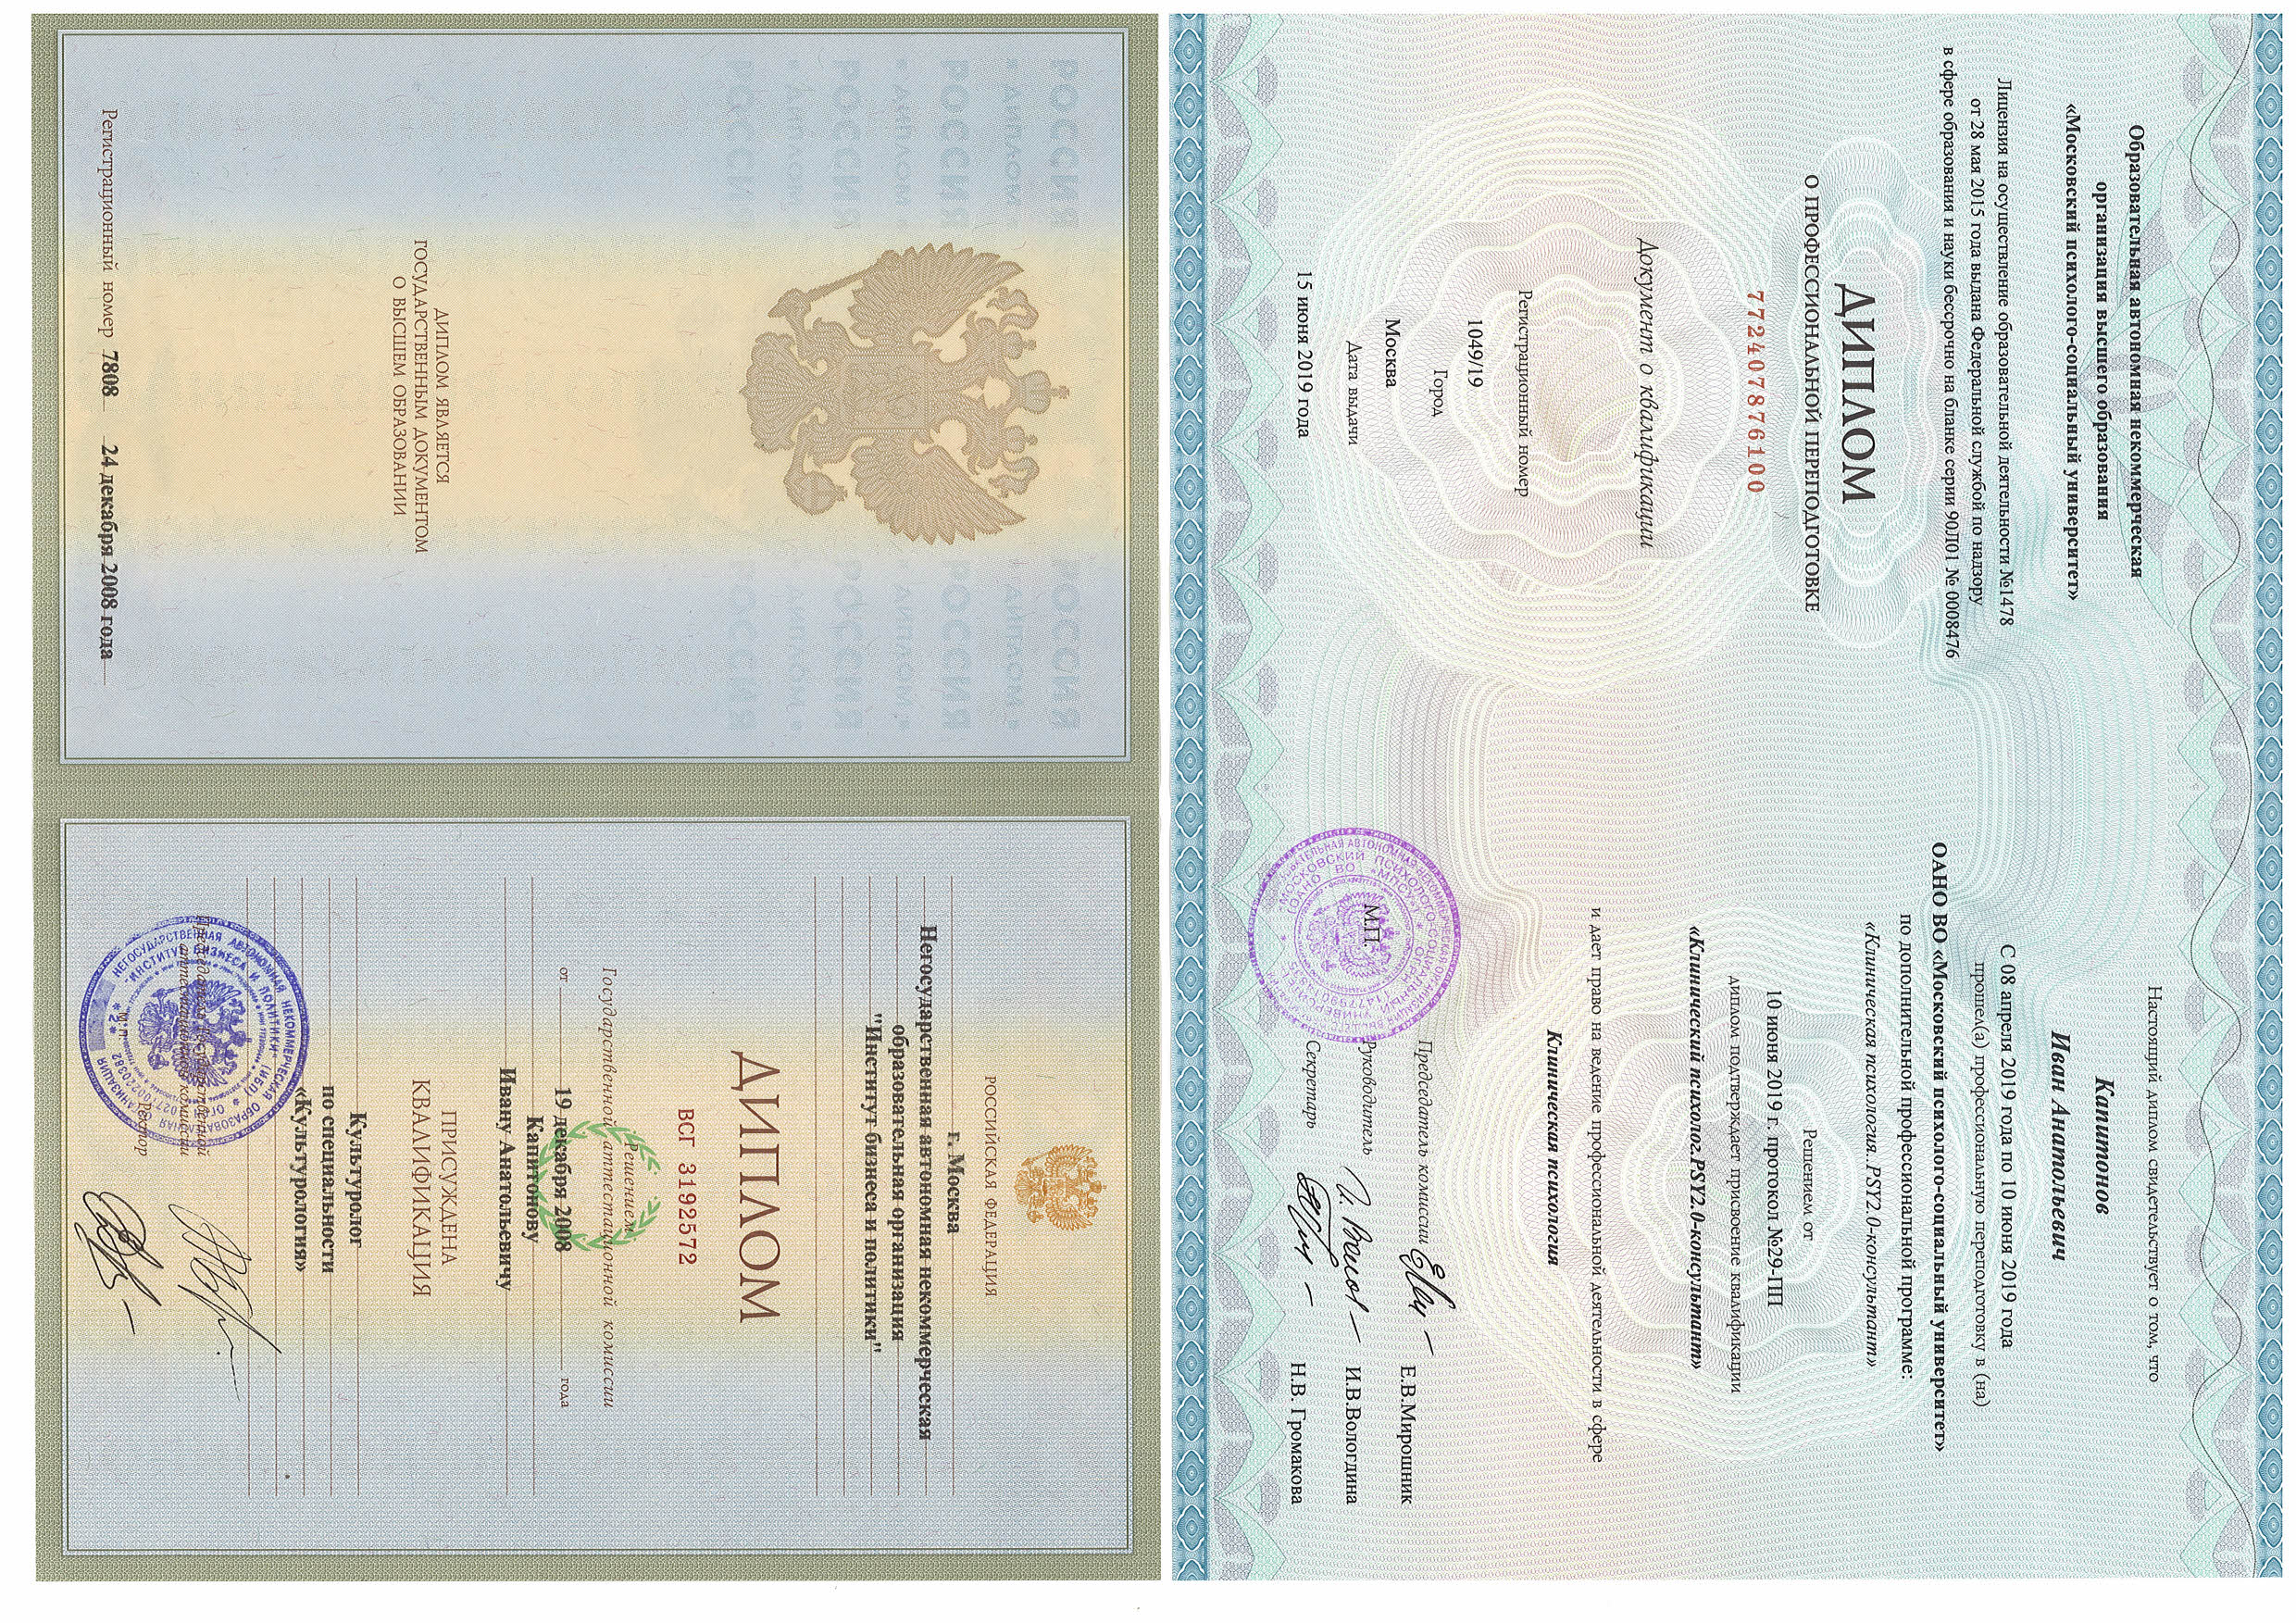 Образовательная автономная некоммерческая
организация высшего образования
«Московский психолого-социальный университет»
Лицензия на осуществление образовательной деятельности №1478
от 28 мая 2015 года выдана Федеральной службой по надзору
в сфере образования и науки бессрочно на бланке серии 90Л01 № 0008476
ДИПЛОМ
О ПРОФЕССИОНАЛЬНОЙ ПЕРЕПОДГОТОВКЕ
772407876100
Документ о квалификации
Регистрационный номер
1049/19
Город
Москва
Дата выдачи
15 июня 2019 года
Настоящий диплом свидетельствует о том, что
Капитонов
Иван Анатольевич
С 08 апреля 2019 года по 10 июня 2019 года
прошел(а) профессиональную переподготовку в (на)
ОАНО ВО «Московский психолого-социальный университет»
по дополнительной профессиональной программе:
«Клиническая психология..PSY2.0-консультант»
Решением от
10 июня 2019 г. протокол №29-ПП
диплом подтверждает присвоение квалификации
«Клинический психолог.PSY2.0-консультант»
и дает право на ведение профессиональной деятельности в сфере
Клиническая психология
М.П.
Председатель комиссии
Е.В.Мирошник
Руководитель
И.В.Вологдина
Секретарь
Н.В. Громакова
РОССИЯ РОССИЯ
ДИПЛОМ ДИПЛОМ
РОССИЯ РОССИЯ
ДИПЛОМ ДИПЛОМ
РОССИЯ РОССИЯ
ДИПЛОМ ДИПЛОМ
РОССИЯ РОССИЯ
ДИПЛОМ ЯВЛЯЕТСЯ
ГОСУДАРСТВЕННЫМ ДОКУМЕНТОМ
О ВЫСШЕМ ОБРАЗОВАНИИ
Регистрационный номер 7808 24 декабря 2008 года
РОССИЙСКАЯ ФЕДЕРАЦИЯ
г. Москва
Негосударственная автономная некоммерческая
образовательная организация
"Институт бизнеса и политики"
ДИПЛОМ
ВСГ 3192572
Решением
Государственной аттестационной комиссии
от 19 декабря 2008 года
Капитонову
Ивану Анатольевичу
ПРИСУЖДЕНА
КВАЛИФИКАЦИЯ
Культуролог
по специальности
«Культурология»
Председатель Государственной
аттестационной комиссии
Ректор
М.П.